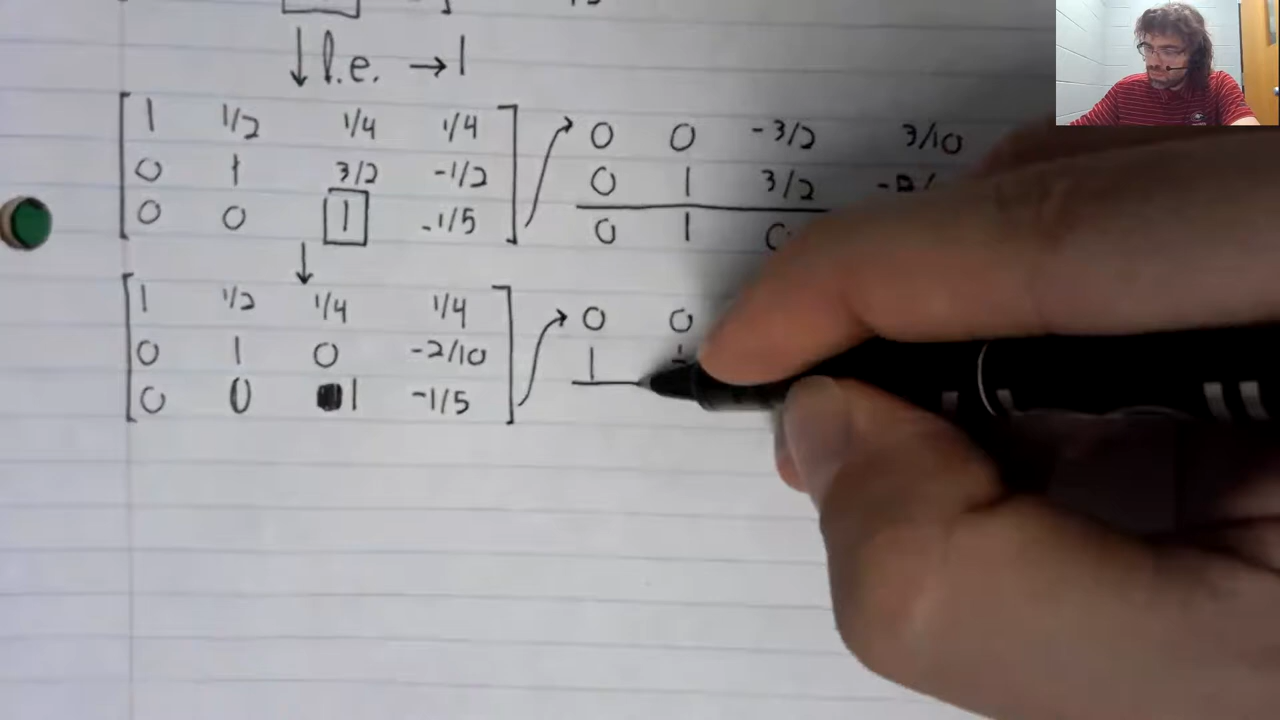 ↓ l.e. → 1
1 1/2 1/4 1/4
0 1 3/2 -1/2
0 0 1 -1/5
0 0 -3/2 3/10
0 1 3/2
0 1
↓
1 1/2 1/4 1/4
0 1 0 -2/10
0 0 1 -1/5
0 0
1